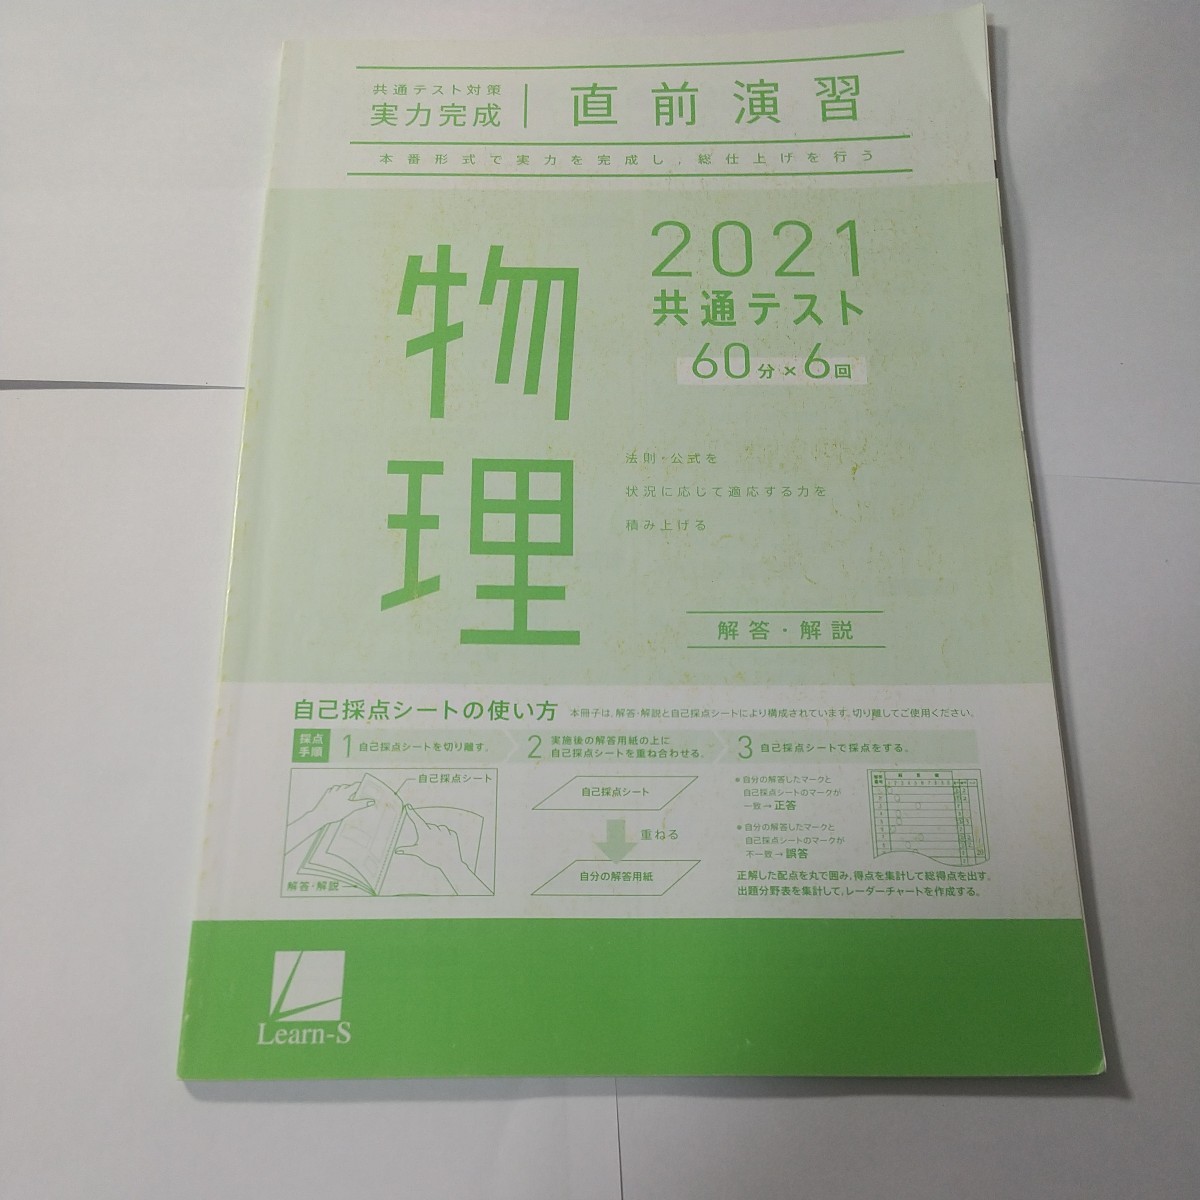 共通テスト対策
実力完成
直前演習
本番形式で実力を完成し,総仕上げを行う
物理
2021
共通テスト
60分×6回
法則・公式を
状況に応じて適応する力を
積み上げる
解答・解説
自己採点シートの使い方 本冊子は,解答・解説と自己採点シートにより構成されています。切り離してご使用ください。
採点
手順
1 自己採点シートを切り離す。
2 実施後の解答用紙の上に
自己採点シートを重ね合わせる。
3 自己採点シートで採点をする。
自己採点シート
解答・解説
自己採点シート
重ねる
自分の解答用紙
●自分の解答したマークと
自己採点シートのマークが
一致→正答
●自分の解答したマークと
自己採点シートのマークが
不一致→誤答
正解した配点を丸で囲み,得点を集計して総得点を出す。
出題分野表を集計して,レーダーチャートを作成する。
Learn-S